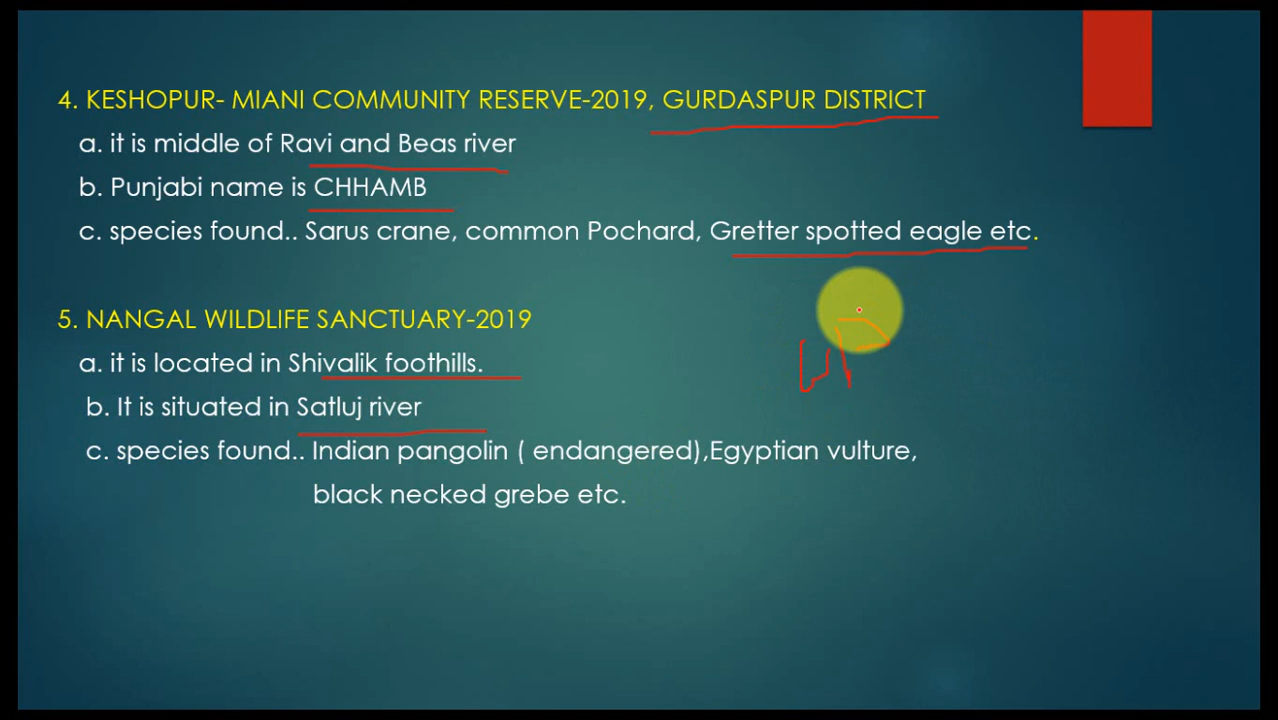 4. KESHOPUR- MIANI COMMUNITY RESERVE-2019, GURDASPUR DISTRICT
a. it is middle of Ravi and Beas river
b. Punjabi name is CHHAMB
c. species found.. Sarus crane, common Pochard, Gretter spotted eagle etc.
5. NANGAL WILDLIFE SANCTUARY-2019
a. it is located in Shivalik foothills.
b. It is situated in Satluj river
c. species found.. Indian pangolin ( endangered),Egyptian vulture,
black necked grebe etc.